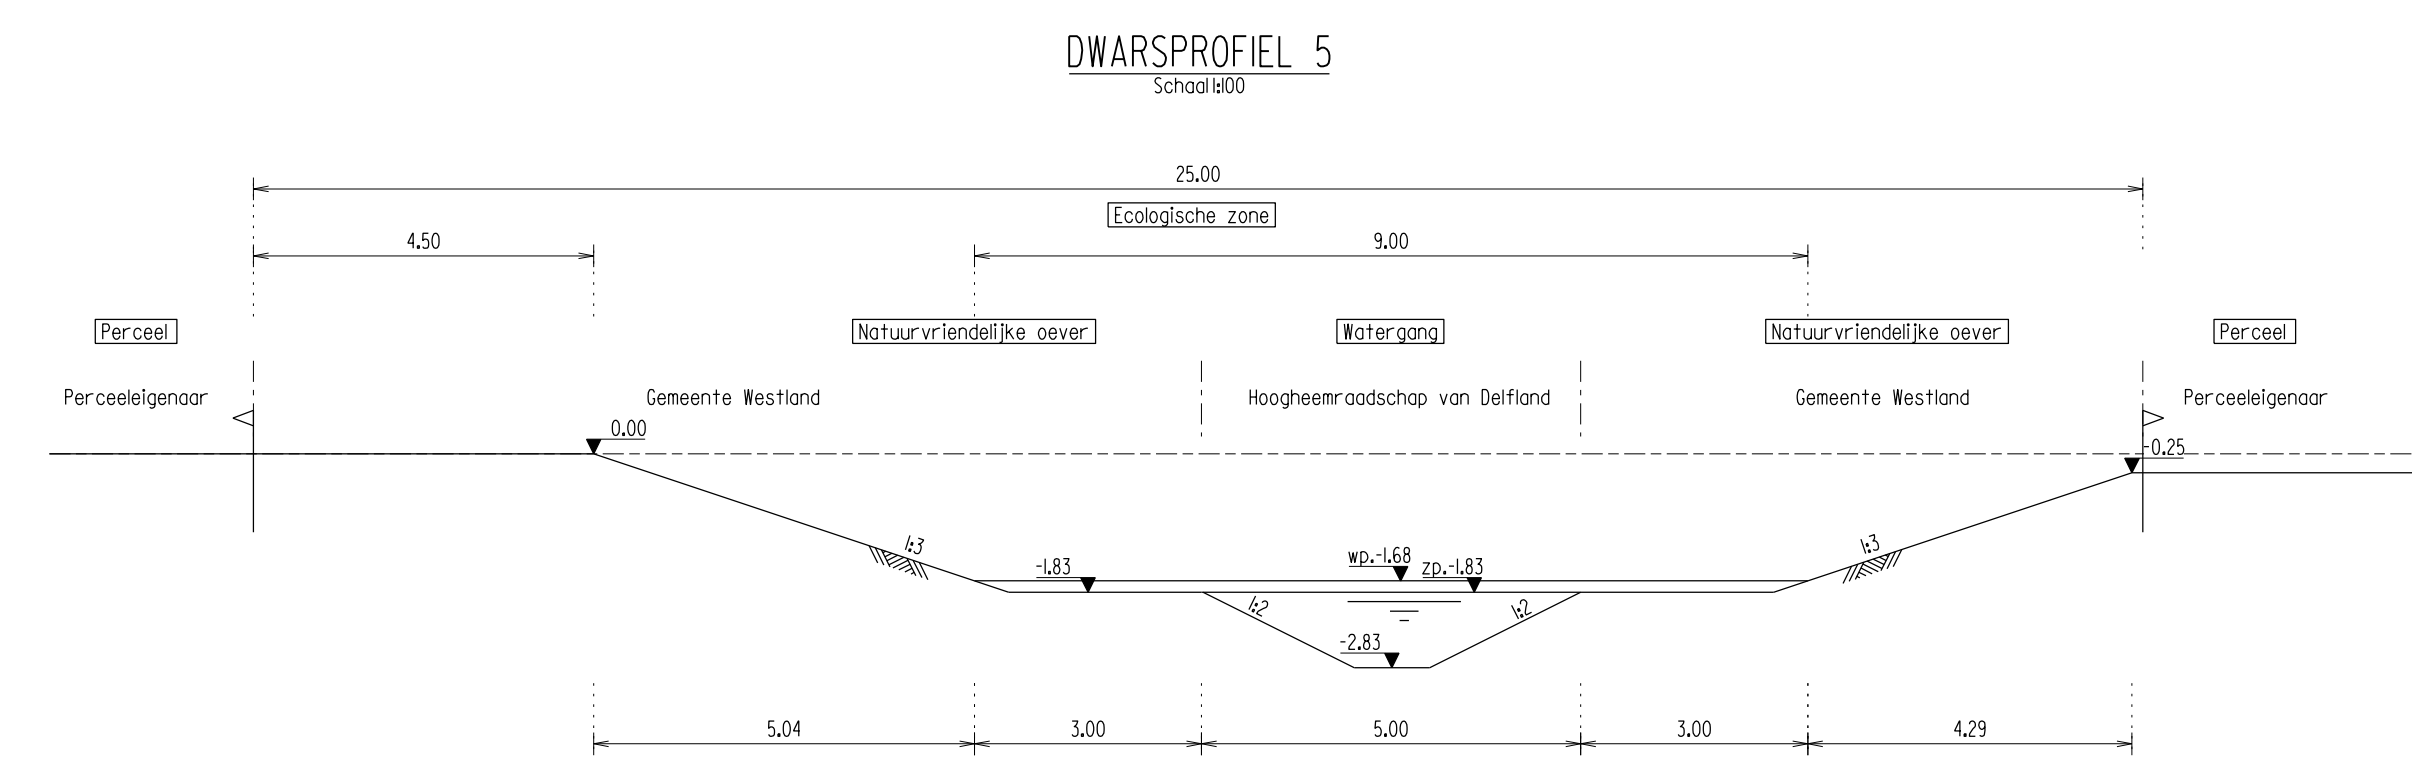 DWARSPROFIEL 5
Schaal 1:100
25.00
Ecologische zone
4.50
9.00
Perceel
Natuurvriendelijke oever
Watergang
Natuurvriendelijke oever
Perceel
Perceeleigenaar
Gemeente Westland
Hoogheemraadschap van Delfland
Gemeente Westland
Perceeleigenaar
0.00
-0.25
1:3
1:3
-1.83
wp.-1.68
zp.-1.83
1:2
1:2
-2.83
5.04
3.00
5.00
3.00
4.29